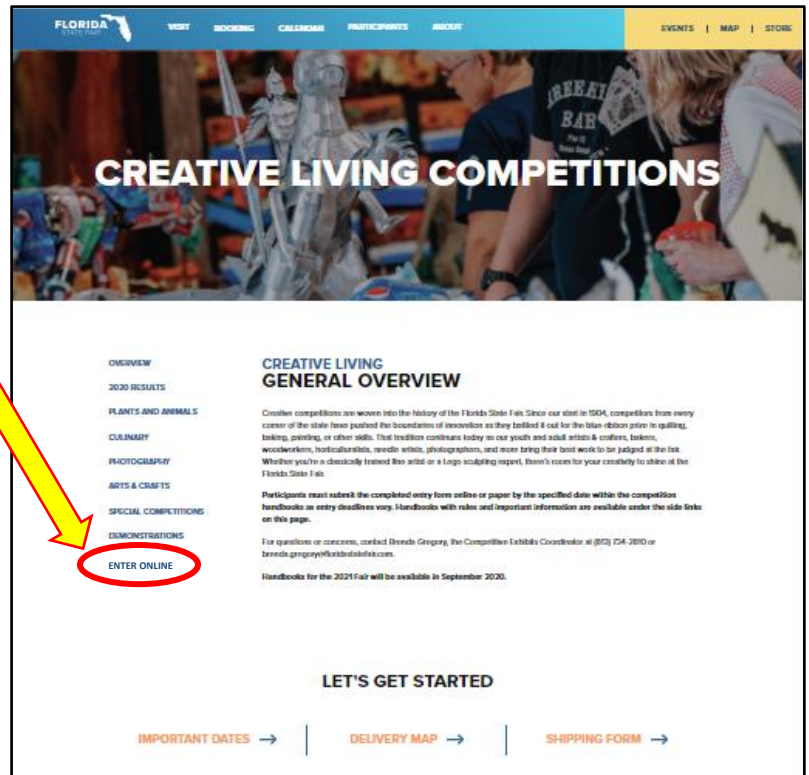 FLORIDA
STATE FAIR
VISIT BOOKING CALENDAR PARTICIPANTS ABOUT
EVENTS | MAP | STORE
BAR
CREATIVE LIVING COMPETITIONS
OVERVIEW
2020 RESULTS
PLANTS AND ANIMALS
CULINARY
PHOTOGRAPHY
ARTS & CRAFTS
SPECIAL COMPETITIONS
DEMONSTRATIONS
ENTER ONLINE
CREATIVE LIVING
GENERAL OVERVIEW
Creative competitions are woven into the history of the Florida State Fair. Since our start in 1904, competitors from every
corner of the state have pushed the boundaries of innovation as they battled it out for the blue-ribbon prize in quilting,
baking, painting, or other skills. That tradition continues today as our youth and adult artists & crafters, bakers,
woodworkers, horticulturalists, needle artists, photographers, and more bring their best work to be judged at the fair.
Whether you're a classically trained fine artist or a Lego sculpting expert, there's room for your creativity to shine at the
Florida State Fair.
Participants must submit the completed entry form online or paper by the specified date within the competition
handbooks as entry deadlines vary. Handbooks with rules and important information are available under the side links
on this page.
For questions or concerns, contact Brenda Gregory, the Competitive Exhibits Coordinator at (813) 734-2810 or
brenda.gregory@floridastatefair.com.
Handbooks for the 2021 Fair will be available in September 2020.
LET'S GET STARTED
IMPORTANT DATES → | DELIVERY MAP → | SHIPPING FORM →